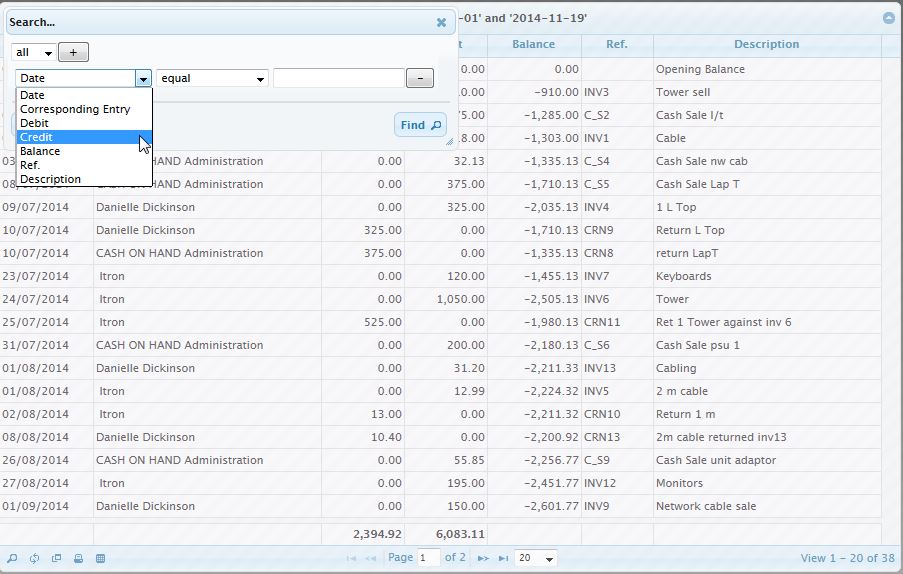 Search...
-01' and '2014-11-19'
all +
t Balance Ref. Description
Date equal -
Date
Corresponding Entry
Debit
Credit
Balance
Ref.
Description
Find
0.00 0.00 Opening Balance
0.00 -910.00 INV3 Tower sell
5.00 -1,285.00 C_S2 Cash Sale l/t
8.00 -1,303.00 INV1 Cable
03 HAND Administration 0.00 32.13 -1,335.13 C_S4 Cash Sale nw cab
08/ HAND Administration 0.00 375.00 -1,710.13 C_S5 Cash Sale Lap T
09/07/2014 Danielle Dickinson 0.00 325.00 -2,035.13 INV4 1 L Top
10/07/2014 Danielle Dickinson 325.00 0.00 -1,710.13 CRN9 Return L Top
10/07/2014 CASH ON HAND Administration 375.00 0.00 -1,335.13 CRN8 return LapT
23/07/2014 Itron 0.00 120.00 -1,455.13 INV7 Keyboards
24/07/2014 Itron 0.00 1,050.00 -2,505.13 INV6 Tower
25/07/2014 Itron 525.00 0.00 -1,980.13 CRN11 Ret 1 Tower against inv 6
31/07/2014 CASH ON HAND Administration 0.00 200.00 -2,180.13 C_S6 Cash Sale psu 1
01/08/2014 Danielle Dickinson 0.00 31.20 -2,211.33 INV13 Cabling
01/08/2014 Itron 0.00 12.99 -2,224.32 INV5 2 m cable
02/08/2014 Itron 13.00 0.00 -2,211.32 CRN10 Return 1 m
08/08/2014 Danielle Dickinson 10.40 0.00 -2,200.92 CRN13 2m cable returned inv13
26/08/2014 CASH ON HAND Administration 0.00 55.85 -2,256.77 C_S9 Cash Sale unit adaptor
27/08/2014 Itron 0.00 195.00 -2,451.77 INV12 Monitors
01/09/2014 Danielle Dickinson 0.00 150.00 -2,601.77 INV9 Network cable sale
2,394.92 6,083.11
Page 1 of 2 20 View 1 - 20 of 38